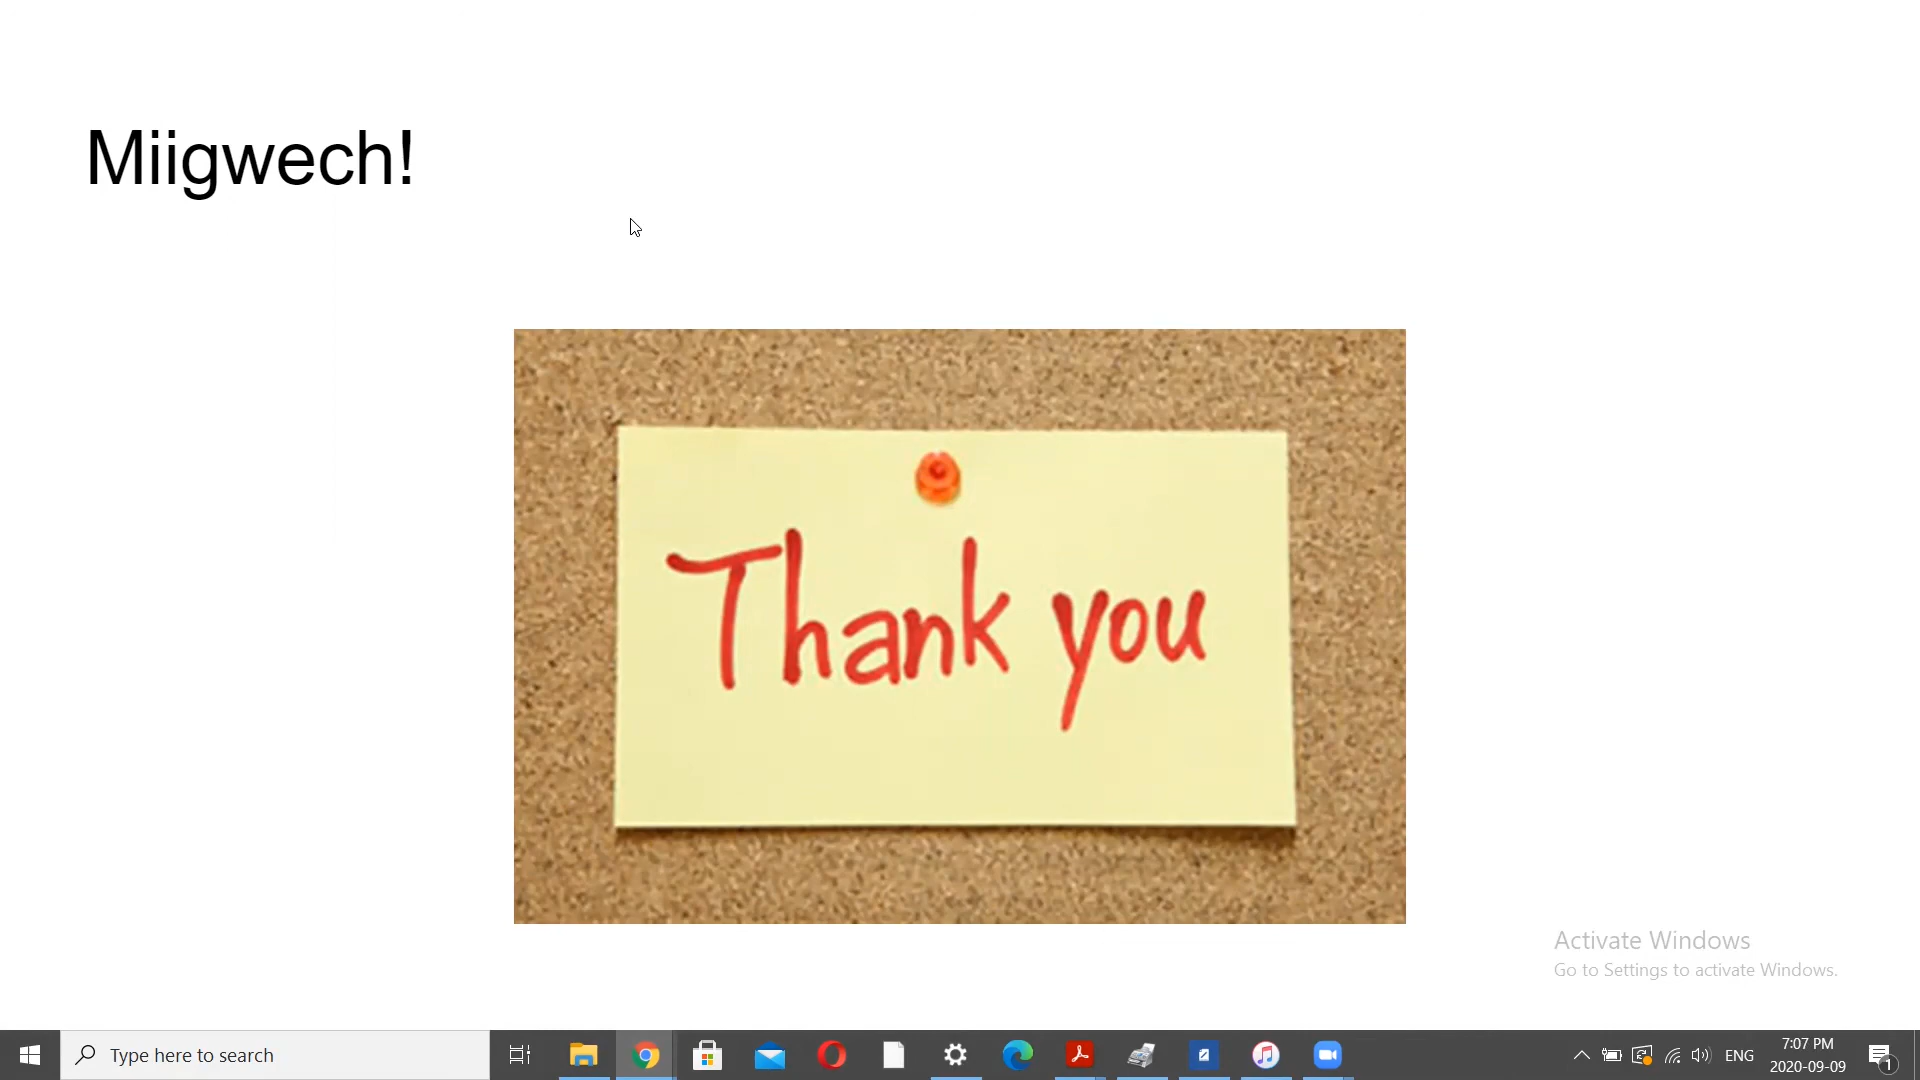 Miigwech!
Thank you
Activate Windows
Go to Settings to activate Windows.
Type here to search
ENG
7:07 PM
2020-09-09
1